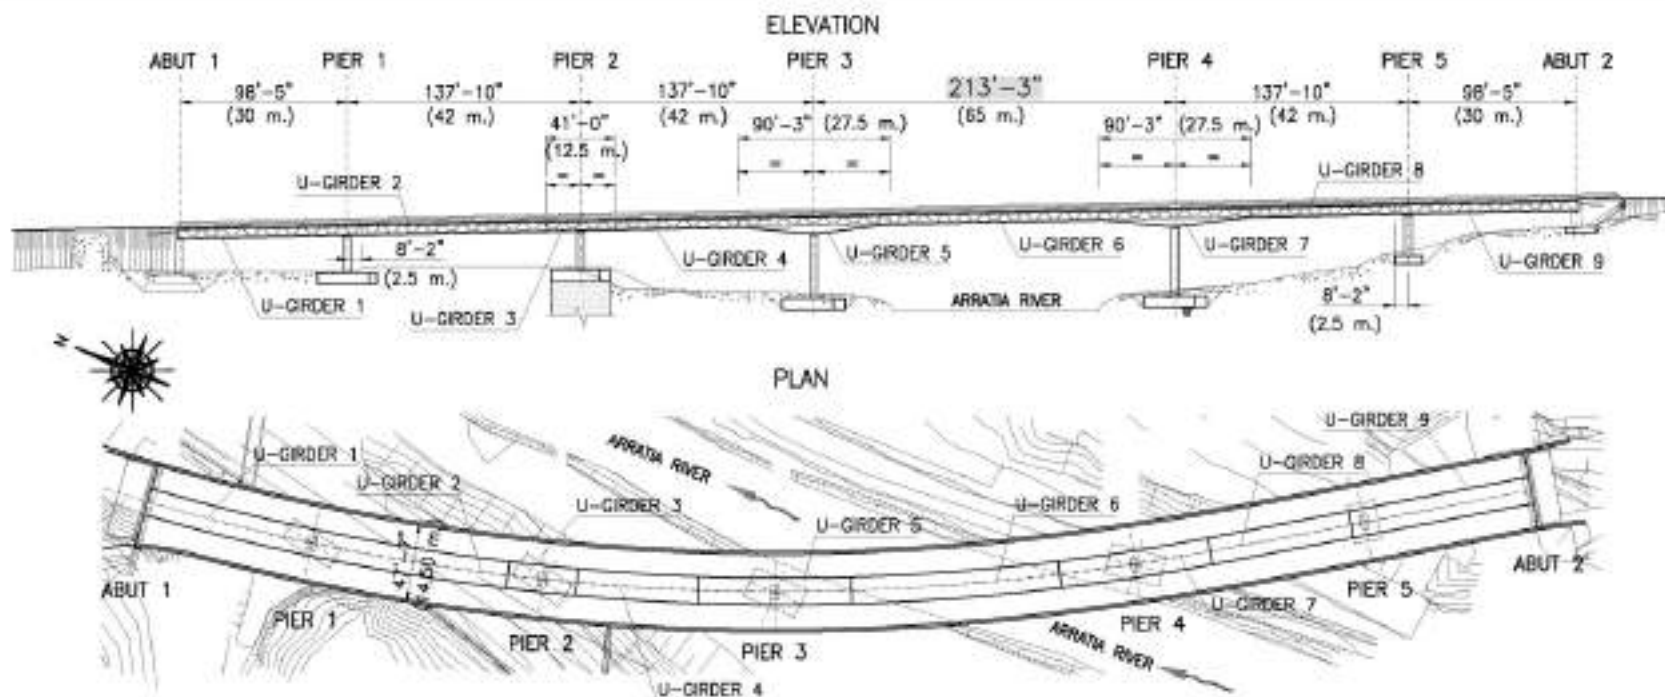 ELEVATION
ABUT 1 PIER 1 PIER 2 PIER 3 PIER 4 PIER 5 ABUT 2
98'-5" 137'-10" 137'-10" 213'-3" 137'-10" 98'-5"
(30 m.) (42 m.) (42 m.) (65 m.) (42 m.) (30 m.)
41'-0" 90'-3" (27.5 m.) 90'-3" (27.5 m.)
(12.5 m.)
= = = = = =
U-GIRDER 2 U-GIRDER 8
8'-2" U-GIRDER 4 U-GIRDER 5 U-GIRDER 6 U-GIRDER 7 U-GIRDER 9
(2.5 m.)
U-GIRDER 1 U-GIRDER 3 ARRATIA RIVER 8'-2"
(2.5 m.)
N
PLAN
U-GIRDER 9
U-GIRDER 1 ARRATIA RIVER U-GIRDER 8
U-GIRDER 2 U-GIRDER 3 U-GIRDER 5 U-GIRDER 6
ABUT 1 ABUT 2
PIER 1 PIER 2 PIER 3 PIER 4 PIER 5
U-GIRDER 7
ARRATIA RIVER
U-GIRDER 4